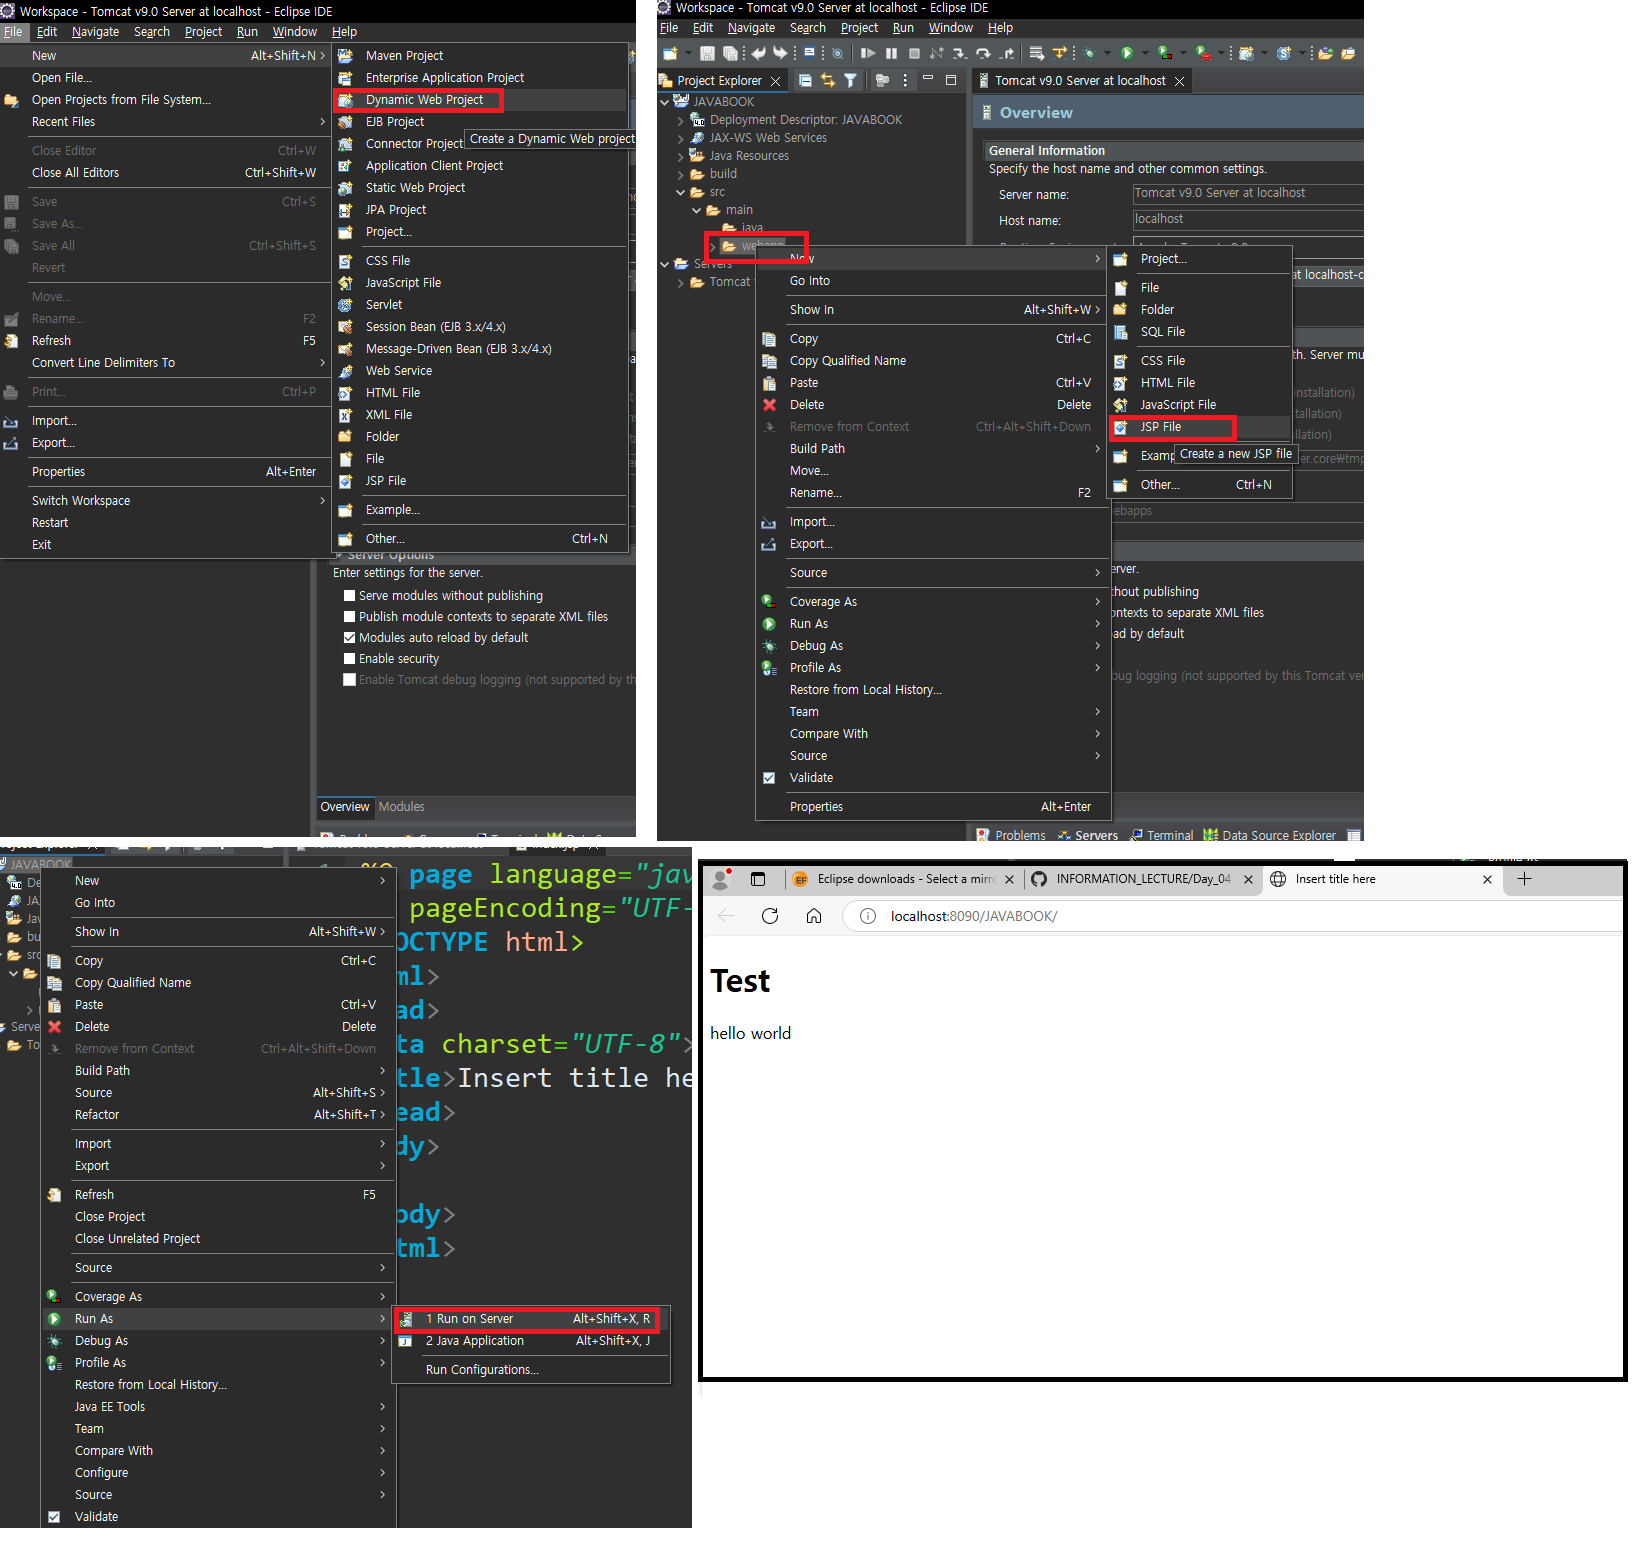 Workspace - Tomcat v9.0 Server at localhost - Eclipse IDE
File Edit Navigate Search Project Run Window Help
New Alt+Shift+N >
Open File...
Open Projects from File System...
Recent Files >
Close Editor Ctrl+W
Close All Editors Ctrl+Shift+W
Save Ctrl+S
Save As...
Save All Ctrl+Shift+S
Revert
Move...
Rename... F2
Refresh F5
Convert Line Delimiters To >
Print... Ctrl+P
Import...
Export...
Properties Alt+Enter
Switch Workspace >
Restart
Exit
Maven Project
Enterprise Application Project
Dynamic Web Project
EJB Project
Create a Dynamic Web project
Connector Project
Application Client Project
Static Web Project
JPA Project
Project...
CSS File
JavaScript File
Servlet
Session Bean (EJB 3.x/4.x)
Message-Driven Bean (EJB 3.x/4.x)
Web Service
HTML File
XML File
Folder
File
JSP File
Example...
Other... Ctrl+N
Server Options
Enter settings for the server.
Serve modules without publishing
Publish module contexts to separate XML files
Modules auto reload by default
Enable security
Enable Tomcat debug logging (not supported by th
Overview Modules
Workspace - Tomcat v9.0 Server at localhost - Eclipse IDE
File Edit Navigate Search Project Run Window Help
Project Explorer
JAVABOOK
Deployment Descriptor: JAVABOOK
JAX-WS Web Services
Java Resources
build
src
main
java
webapp
Servers
Tomcat
Tomcat v9.0 Server at localhost
Overview
General Information
Specify the host name and other common settings.
Server name: Tomcat v9.0 Server at localhost
Host name: localhost
at localhost-c
th. Server mu
installation)
tallation)
llation)
er.core￦tmp
ebapps
erver.
hout publishing
contexts to separate XML files
ad by default
bug logging (not supported by this Tomcat ver
New >
Go Into
Show In Alt+Shift+W >
Copy Ctrl+C
Copy Qualified Name
Paste Ctrl+V
Delete Delete
Remove from Context Ctrl+Alt+Shift+Down
Build Path >
Move...
Rename... F2
Import...
Export...
Source >
Coverage As >
Run As >
Debug As >
Profile As >
Restore from Local History...
Team >
Compare With >
Source >
Validate
Properties Alt+Enter
Project...
File
Folder
SQL File
CSS File
HTML File
JavaScript File
JSP File
Create a new JSP file
Examp
Other... Ctrl+N
Problems Servers Terminal Data Source Explorer
JAVABOOK
De
JA
Jav
bu
src
Serve
To
New >
Go Into
Show In Alt+Shift+W >
Copy Ctrl+C
Copy Qualified Name
Paste Ctrl+V
Delete Delete
Remove from Context Ctrl+Alt+Shift+Down
Build Path >
Source Alt+Shift+S >
Refactor Alt+Shift+T >
Import >
Export >
Refresh F5
Close Project
Close Unrelated Project
Source >
Coverage As >
Run As >
Debug As >
Profile As >
Restore from Local History...
Java EE Tools >
Team >
Compare With >
Configure >
Source >
Validate
1 Run on Server Alt+Shift+X, R
2 Java Application Alt+Shift+X, J
Run Configurations...
page language="jav
pageEncoding="UTF-
OCTYPE html>
ml>
ad>
ta charset="UTF-8">
tle>Insert title he
ead>
dy>
ody>
tml>
Eclipse downloads - Select a mirro
INFORMATION_LECTURE/Day_04
Insert title here
localhost:8090/JAVABOOK/
Test
hello world